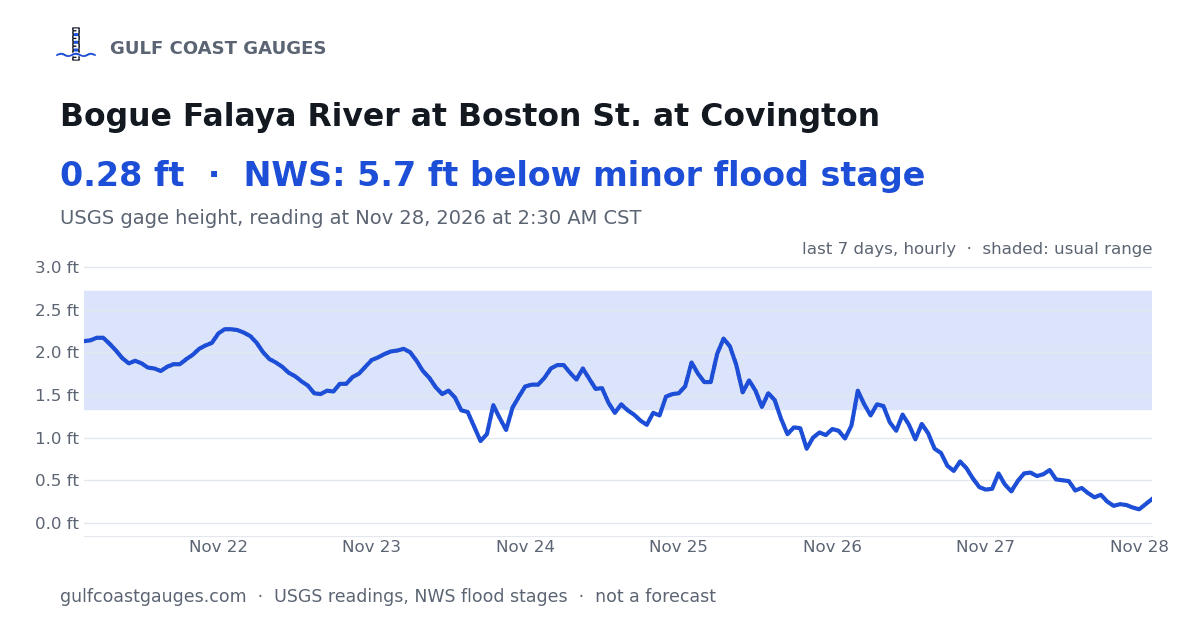 GULF COAST GAUGES
Bogue Falaya River at Boston St. at Covington
0.28 ft · NWS: 5.7 ft below minor flood stage
USGS gage height, reading at Nov 28, 2026 at 2:30 AM CST
last 7 days, hourly · shaded: usual range
3.0 ft
2.5 ft
2.0 ft
1.5 ft
1.0 ft
0.5 ft
0.0 ft
Nov 22 Nov 23 Nov 24 Nov 25 Nov 26 Nov 27 Nov 28
gulfcoastgauges.com · USGS readings, NWS flood stages · not a forecast